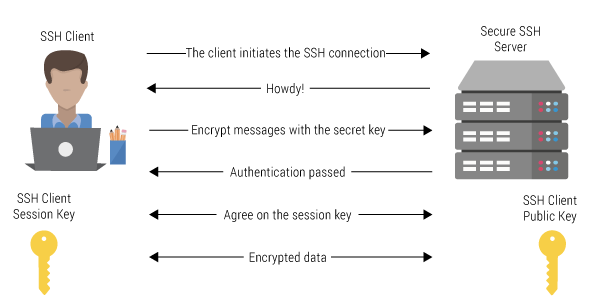 SSH Client
Secure SSH
Server
The client initiates the SSH connection
Howdy!
Encrypt messages with the secret key
Authentication passed
SSH Client
Session Key
Agree on the session key
SSH Client
Public Key
Encrypted data